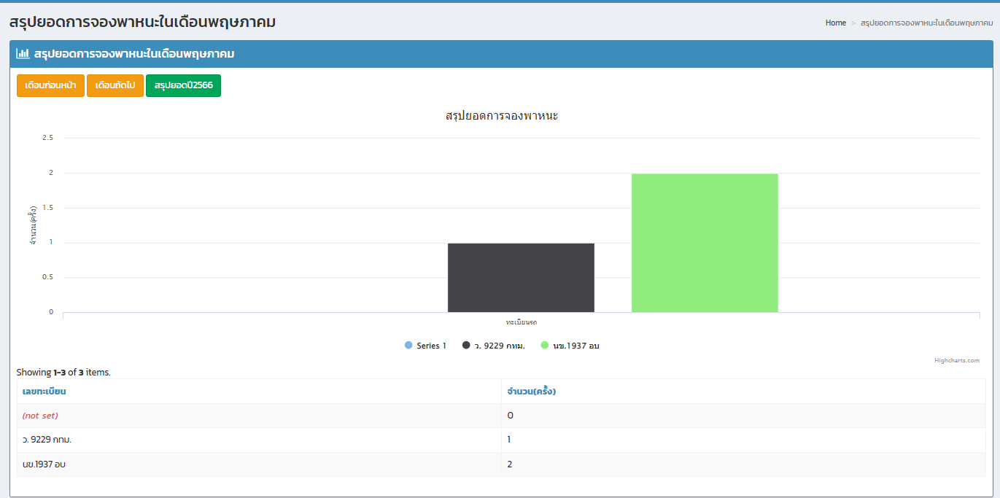 สรุปยอดการจองพาหนะในเดือนพฤษภาคม
Home > สรุปยอดการจองพาหนะในเดือนพฤษภาคม
สรุปยอดการจองพาหนะในเดือนพฤษภาคม
เดือนก่อนหน้า เดือนถัดไป สรุปยอดปี2566
สรุปยอดการจองพาหนะ
จำนวน(ครั้ง)
2.5
2
1.5
1
0.5
0
ทะเบียนรถ
Series 1 ว. 9229 กทม. นข.1937 อบ
Highcharts.com
Showing 1-3 of 3 items.
เลขทะเบียน จำนวน(ครั้ง)
(not set) 0
ว. 9229 กทม. 1
นข.1937 อบ 2